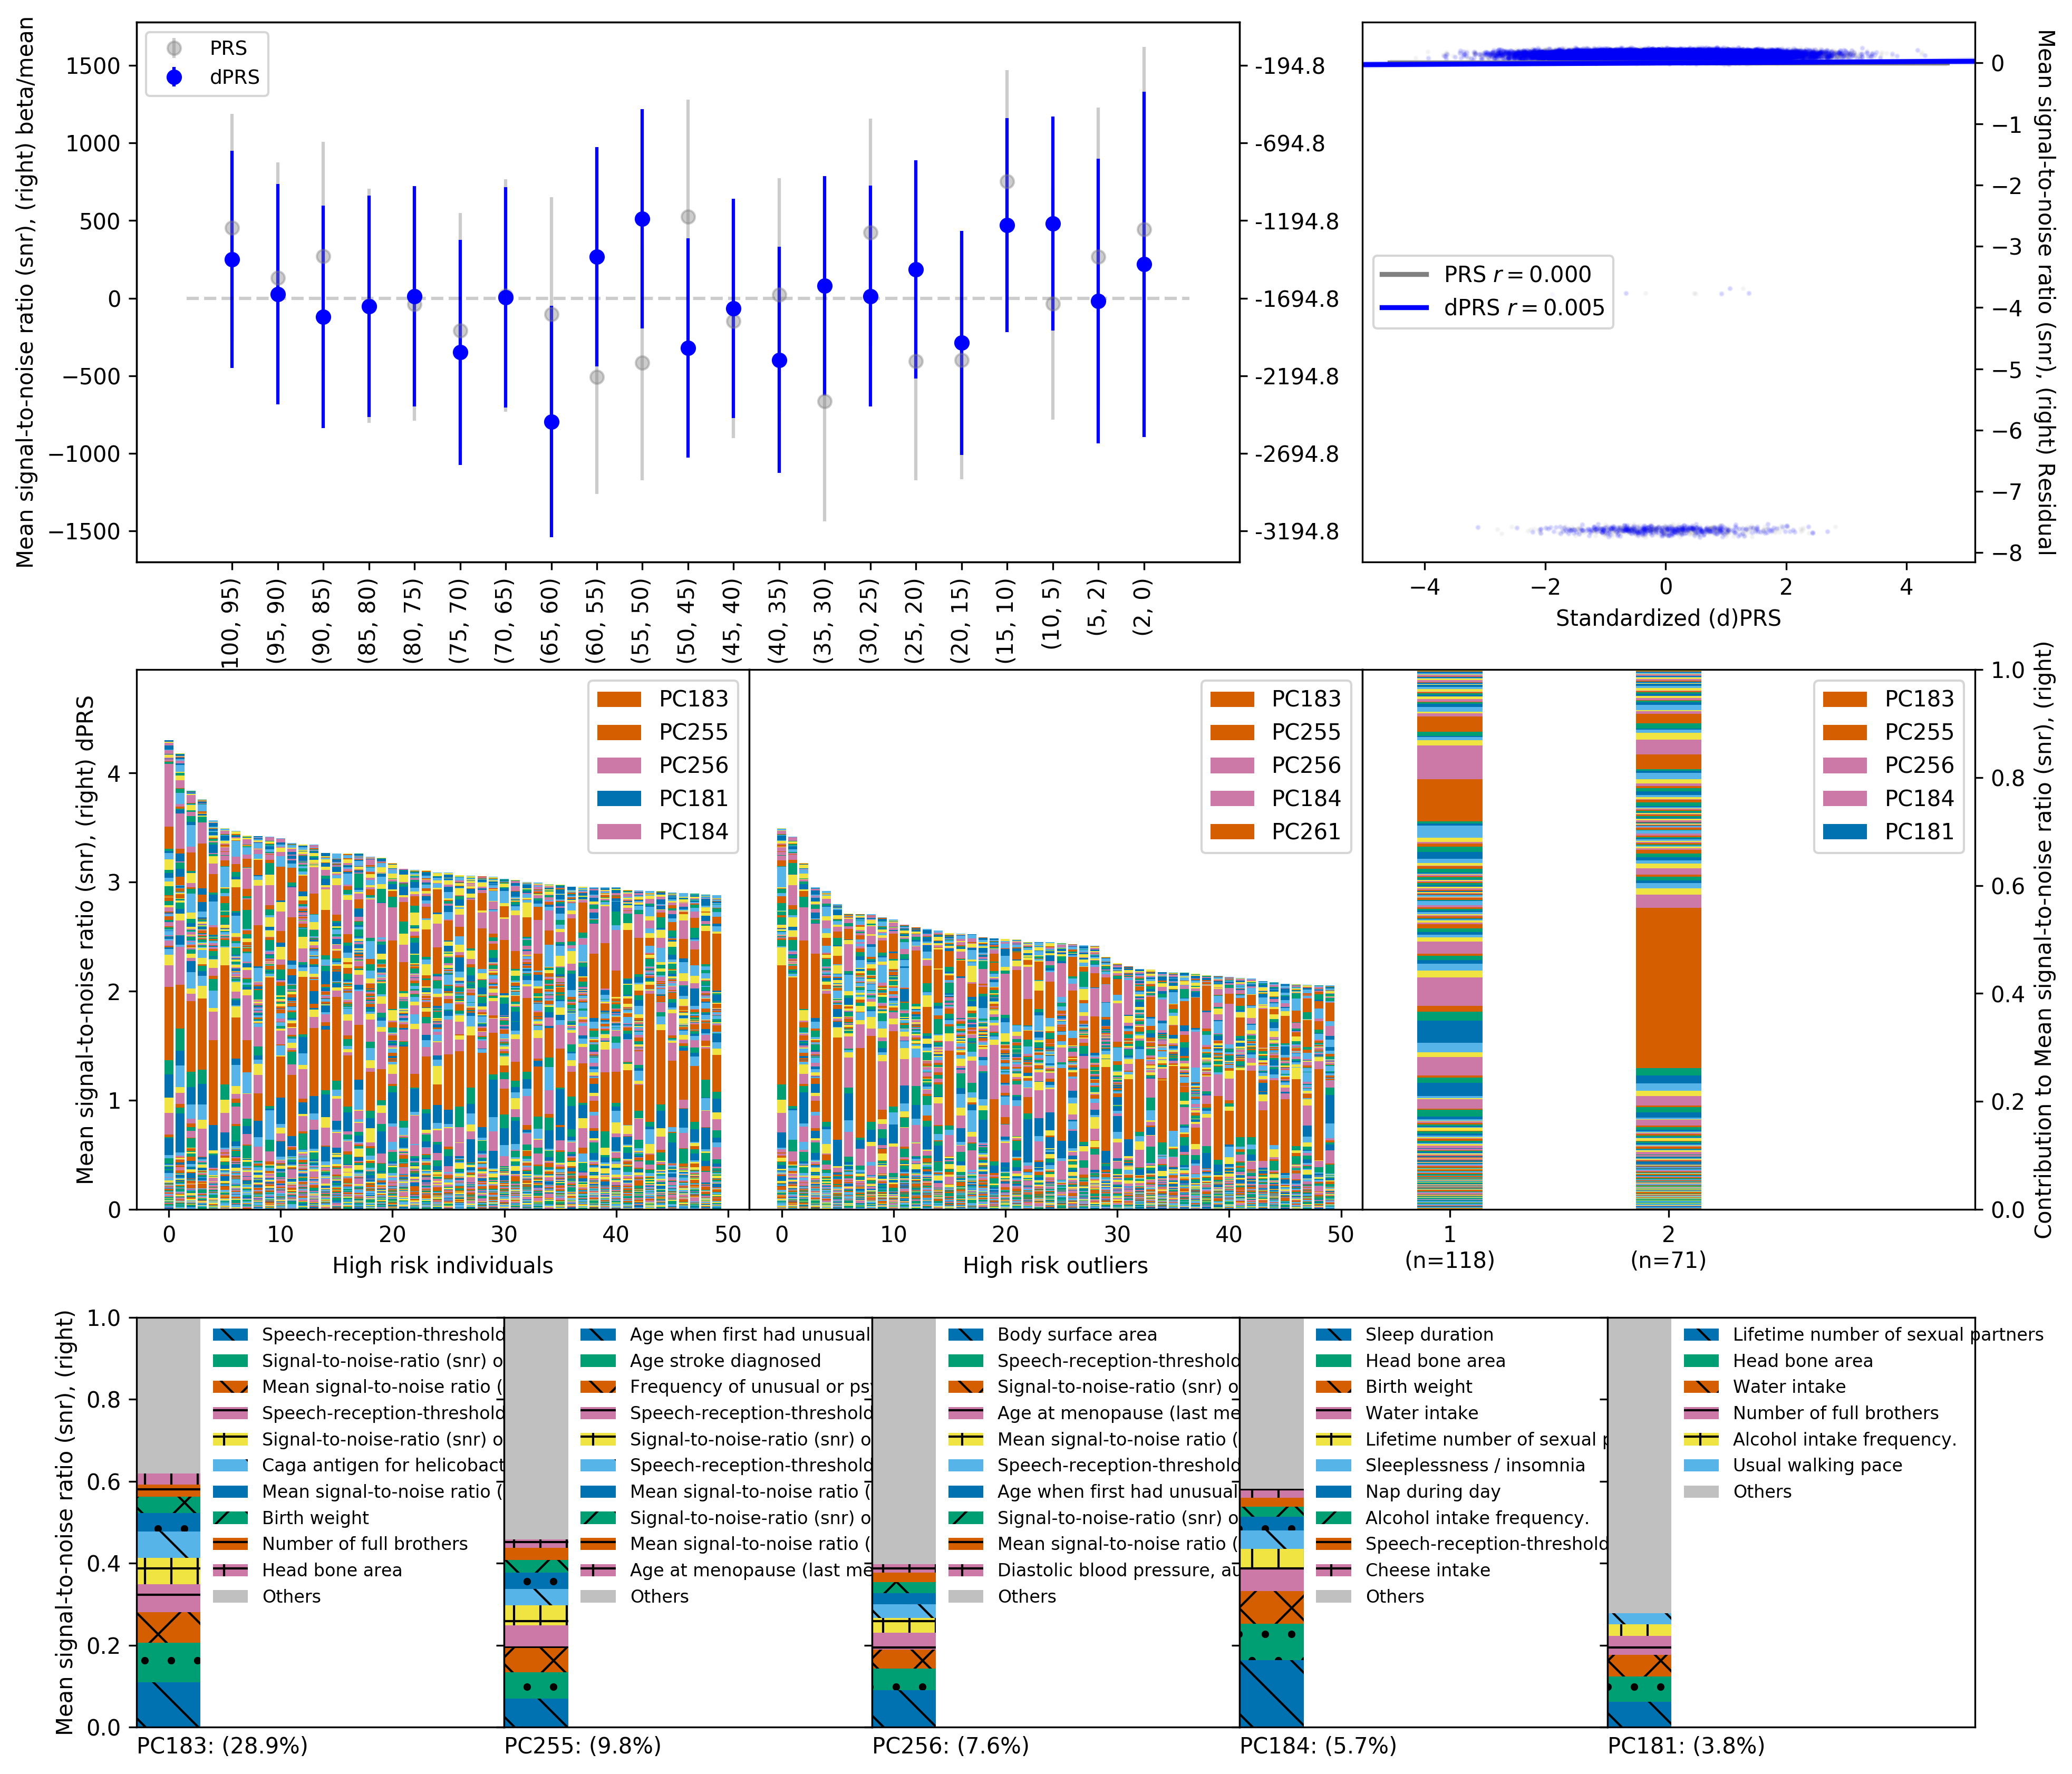 Mean signal-to-noise ratio (snr), (right) beta/mean
1500
1000
500
0
−500
−1000
−1500
PRS
dPRS
-194.8
-694.8
-1194.8
-1694.8
-2194.8
-2694.8
-3194.8
100, 95)
(95, 90)
(90, 85)
(85, 80)
(80, 75)
(75, 70)
(70, 65)
(65, 60)
(60, 55)
(55, 50)
(50, 45)
(45, 40)
(40, 35)
(35, 30)
(30, 25)
(25, 20)
(20, 15)
(15, 10)
(10, 5)
(5, 2)
(2, 0)
PRS r = 0.000
dPRS r = 0.005
0
−1
−2
−3
−4
−5
−6
−7
−8
Mean signal-to-noise ratio (snr), (right) Residual
−4
−2
0
2
4
Standardized (d)PRS
Mean signal-to-noise ratio (snr), (right) dPRS
4
3
2
1
0
PC183
PC255
PC256
PC181
PC184
0
10
20
30
40
50
High risk individuals
PC183
PC255
PC256
PC184
PC261
0
10
20
30
40
50
High risk outliers
PC183
PC255
PC256
PC184
PC181
1
(n=118)
2
(n=71)
1.0
0.8
0.6
0.4
0.2
0.0
Contribution to Mean signal-to-noise ratio (snr), (right)
Mean signal-to-noise ratio (snr), (right)
1.0
0.8
0.6
0.4
0.2
0.0
Speech-reception-threshold
Signal-to-noise-ratio (snr) o
Mean signal-to-noise ratio (
Speech-reception-threshold
Signal-to-noise-ratio (snr) o
Caga antigen for helicobact
Mean signal-to-noise ratio (
Birth weight
Number of full brothers
Head bone area
Others
PC183: (28.9%)
Age when first had unusual
Age stroke diagnosed
Frequency of unusual or ps
Speech-reception-threshold
Signal-to-noise-ratio (snr) o
Speech-reception-threshold
Mean signal-to-noise ratio (
Signal-to-noise-ratio (snr) o
Mean signal-to-noise ratio (
Age at menopause (last me
Others
PC255: (9.8%)
Body surface area
Speech-reception-threshold
Signal-to-noise-ratio (snr) o
Age at menopause (last me
Mean signal-to-noise ratio (
Speech-reception-threshold
Age when first had unusual
Signal-to-noise-ratio (snr) o
Mean signal-to-noise ratio (
Diastolic blood pressure, au
Others
PC256: (7.6%)
Sleep duration
Head bone area
Birth weight
Water intake
Lifetime number of sexual p
Sleeplessness / insomnia
Nap during day
Alcohol intake frequency.
Speech-reception-threshold
Cheese intake
Others
PC184: (5.7%)
Lifetime number of sexual partners
Head bone area
Water intake
Number of full brothers
Alcohol intake frequency.
Usual walking pace
Others
PC181: (3.8%)